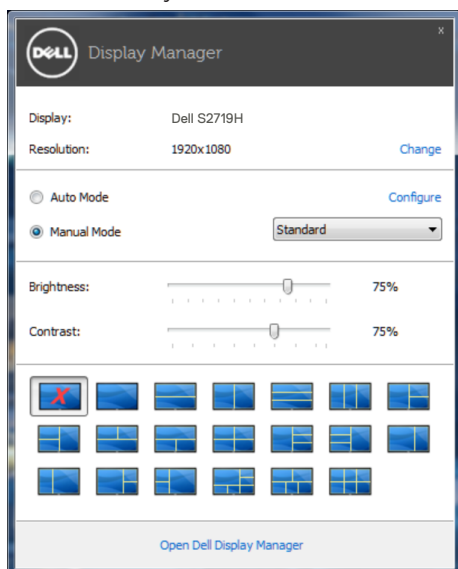 x
DELL Display Manager
Display: Dell S2719H
Resolution: 1920x1080 Change
Auto Mode Configure
Manual Mode Standard
Brightness: 75%
Contrast: 75%
Open Dell Display Manager